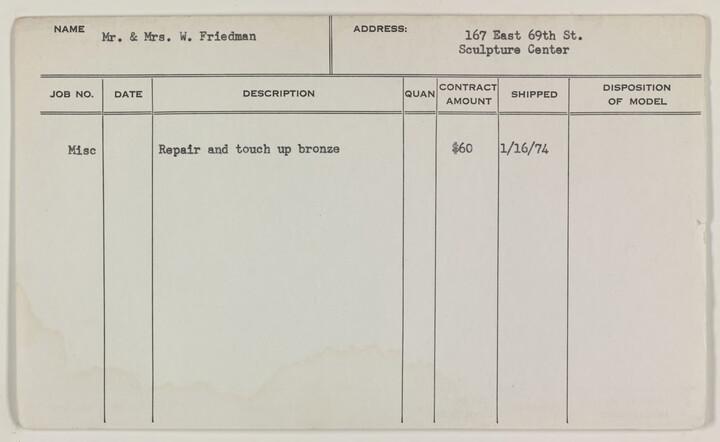 NAME Mr. & Mrs. W. Friedman ADDRESS: 167 East 69th St.
Sculpture Center
JOB NO. DATE DESCRIPTION QUAN CONTRACT AMOUNT SHIPPED DISPOSITION OF MODEL
Misc Repair and touch up bronze $60 1/16/74